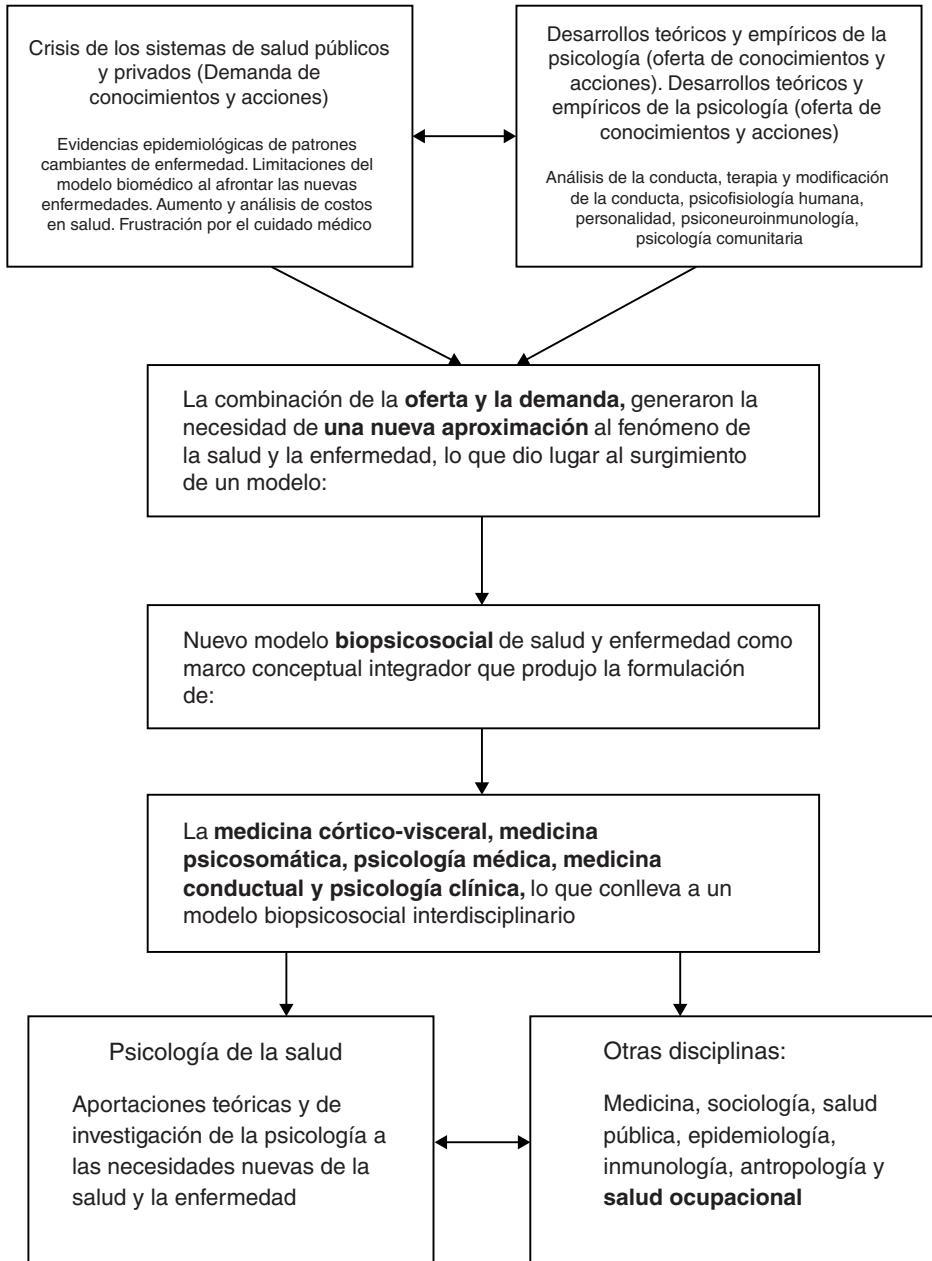 Crisis de los sistemas de salud públicos
y privados (Demanda de
conocimientos y acciones)
Evidencias epidemiológicas de patrones
cambiantes de enfermedad. Limitaciones del
modelo biomédico al afrontar las nuevas
enfermedades. Aumento y análisis de costos
en salud. Frustración por el cuidado médico
Desarrollos teóricos y empíricos de la
psicología (oferta de conocimientos y
acciones). Desarrollos teóricos y
empíricos de la psicología (oferta de
conocimientos y acciones)
Análisis de la conducta, terapia y modificación
de la conducta, psicofisiología humana,
personalidad, psiconeuroinmunología,
psicología comunitaria
La combinación de la oferta y la demanda, generaron la
necesidad de una nueva aproximación al fenómeno de
la salud y la enfermedad, lo que dio lugar al surgimiento
de un modelo:
Nuevo modelo biopsicosocial de salud y enfermedad como
marco conceptual integrador que produjo la formulación
de:
La medicina córtico-visceral, medicina
psicosomática, psicología médica, medicina
conductual y psicología clínica, lo que conlleva a un
modelo biopsicosocial interdisciplinario
Psicología de la salud
Aportaciones teóricas y de
investigación de la psicología a
las necesidades nuevas de la
salud y la enfermedad
Otras disciplinas:
Medicina, sociología, salud
pública, epidemiología,
inmunología, antropología y
salud ocupacional